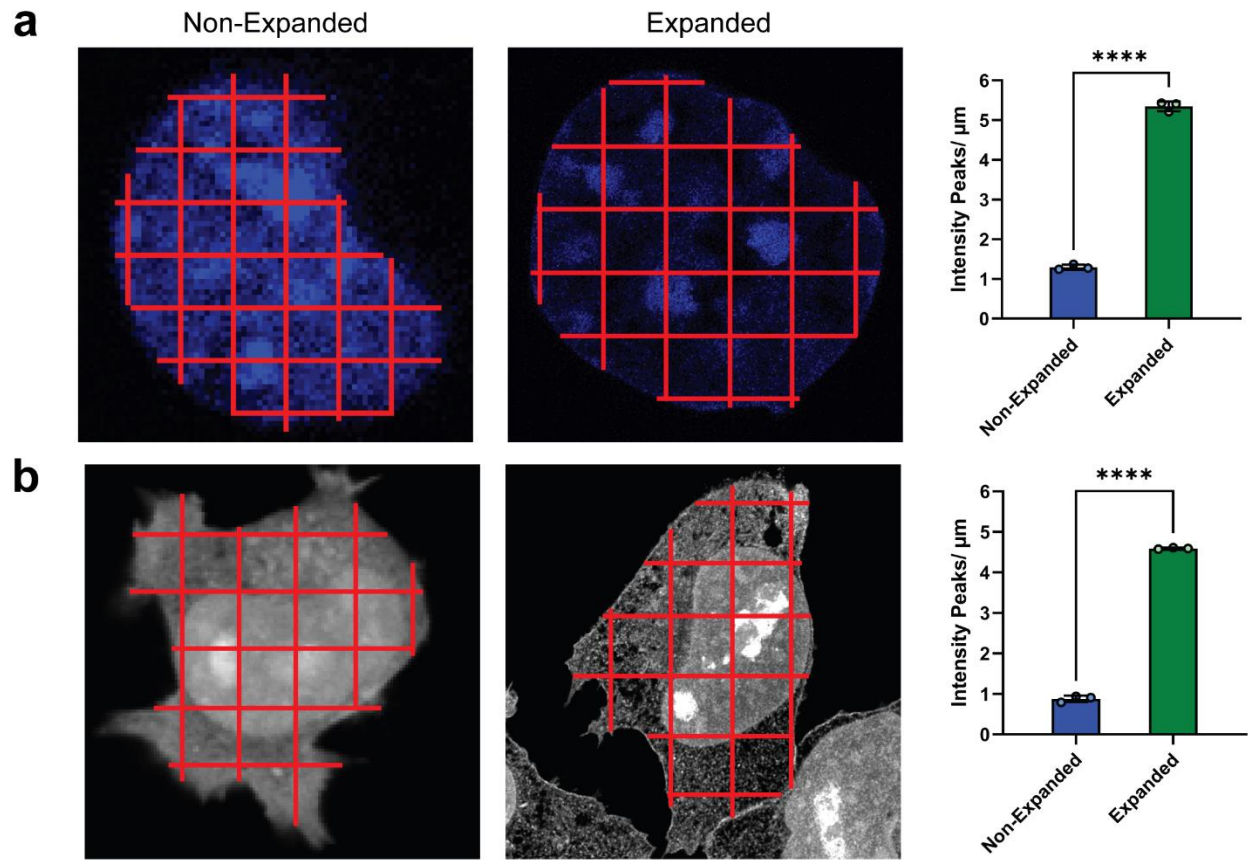 a
Non-Expanded
Expanded
****
Intensity Peaks/ µm
6
5
4
3
2
1
0
Non-Expanded
Expanded
b
****
Intensity Peaks/ µm
6
5
4
3
2
1
0
Non-Expanded
Expanded